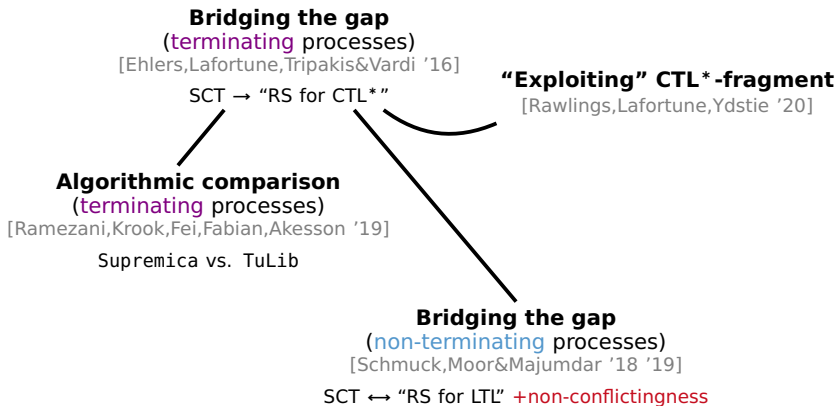 Bridging the gap
(terminating processes)
[Ehlers,Lafortune,Tripakis&Vardi ’16]
SCT → “RS for CTL*”
“Exploiting” CTL*-fragment
[Rawlings,Lafortune,Ydstie ’20]
Algorithmic comparison
(terminating processes)
[Ramezani,Krook,Fei,Fabian,Akesson ’19]
Supremica vs. TuLib
Bridging the gap
(non-terminating processes)
[Schmuck,Moor&Majumdar ’18 ’19]
SCT ↔ “RS for LTL” +non-conflictingness